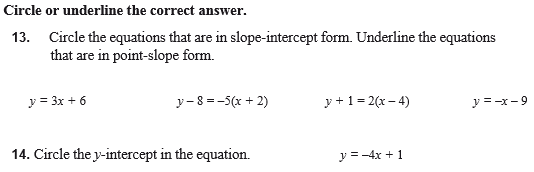 Circle or underline the correct answer.
13. Circle the equations that are in slope-intercept form. Underline the equations
that are in point-slope form.
y = 3x + 6 y – 8 = –5(x + 2) y + 1 = 2(x – 4) y = –x – 9
14. Circle the y-intercept in the equation. y = –4x + 1